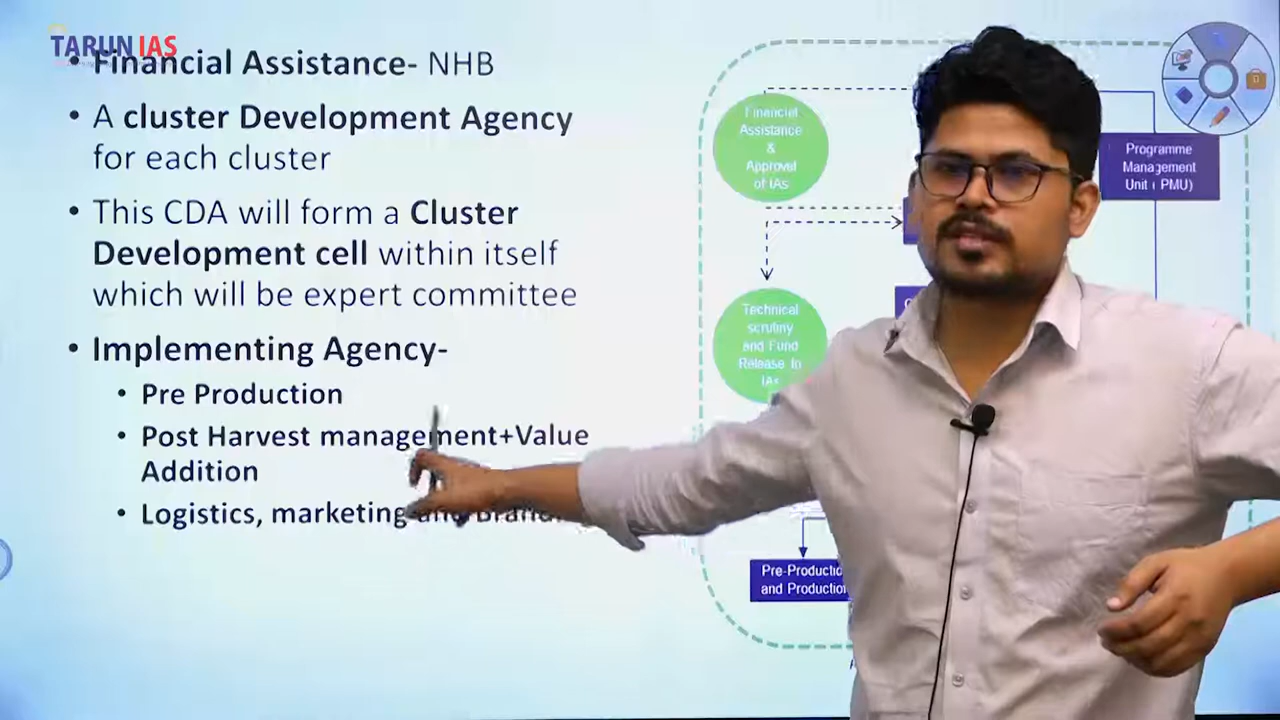 TARUN IAS
• Financial Assistance- NHB
• A cluster Development Agency
for each cluster
• This CDA will form a Cluster
Development cell within itself
which will be expert committee
• Implementing Agency-
• Pre Production
• Post Harvest management+Value
Addition
• Logistics, marketing and Branding
Financial
Assistance
&
Approval
of IAs
Programme
Management
Unit (PMU)
Technical
scrutiny
and Fund
Release to
IAs
Pre-Production
and Production